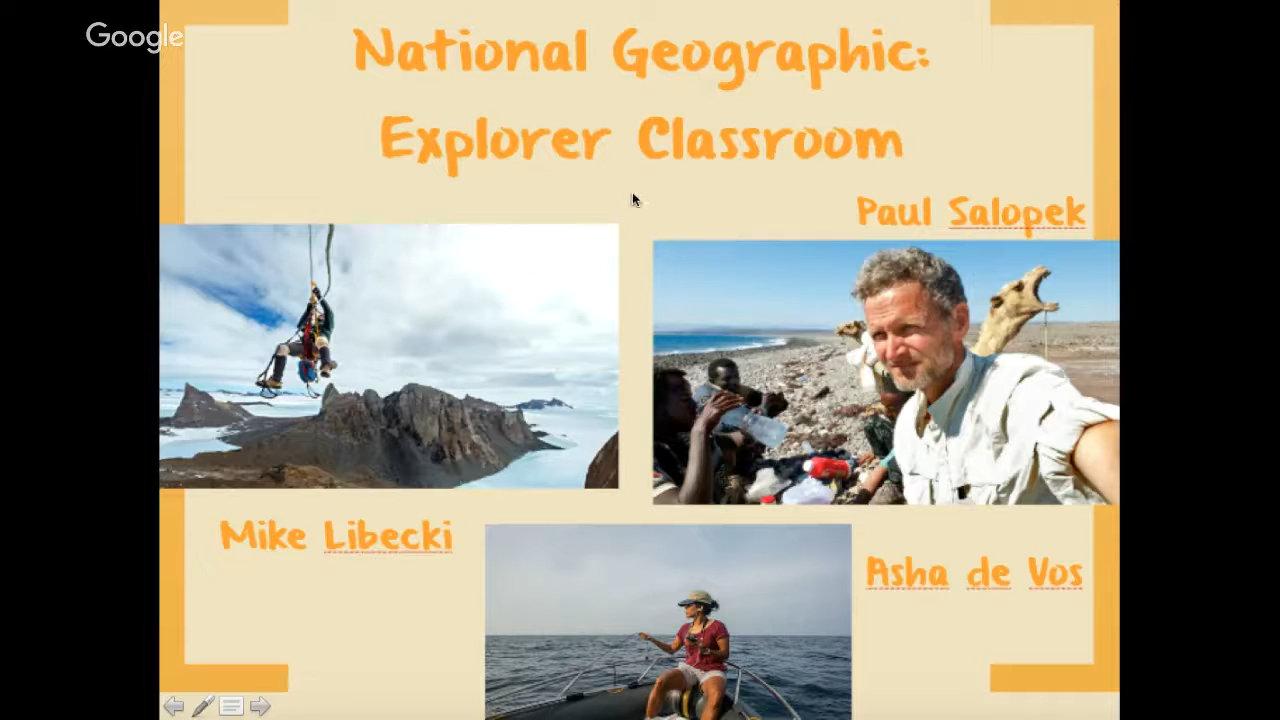 Google
National Geographic:
Explorer Classroom
Paul Salopek
Mike Libecki
Asha de Vos